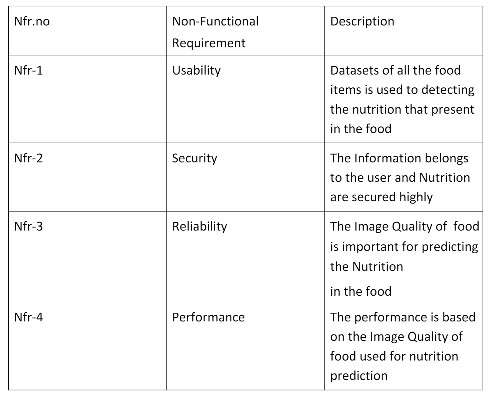 Nfr.no
Non-Functional
Requirement
Description
Nfr-1
Usability
Datasets of all the food
items is used to detecting
the nutrition that present
in the food
Nfr-2
Security
The Information belongs
to the user and Nutrition
are secured highly
Nfr-3
Reliability
The Image Quality of food
is important for predicting
the Nutrition
in the food
Nfr-4
Performance
The performance is based
on the Image Quality of
food used for nutrition
prediction